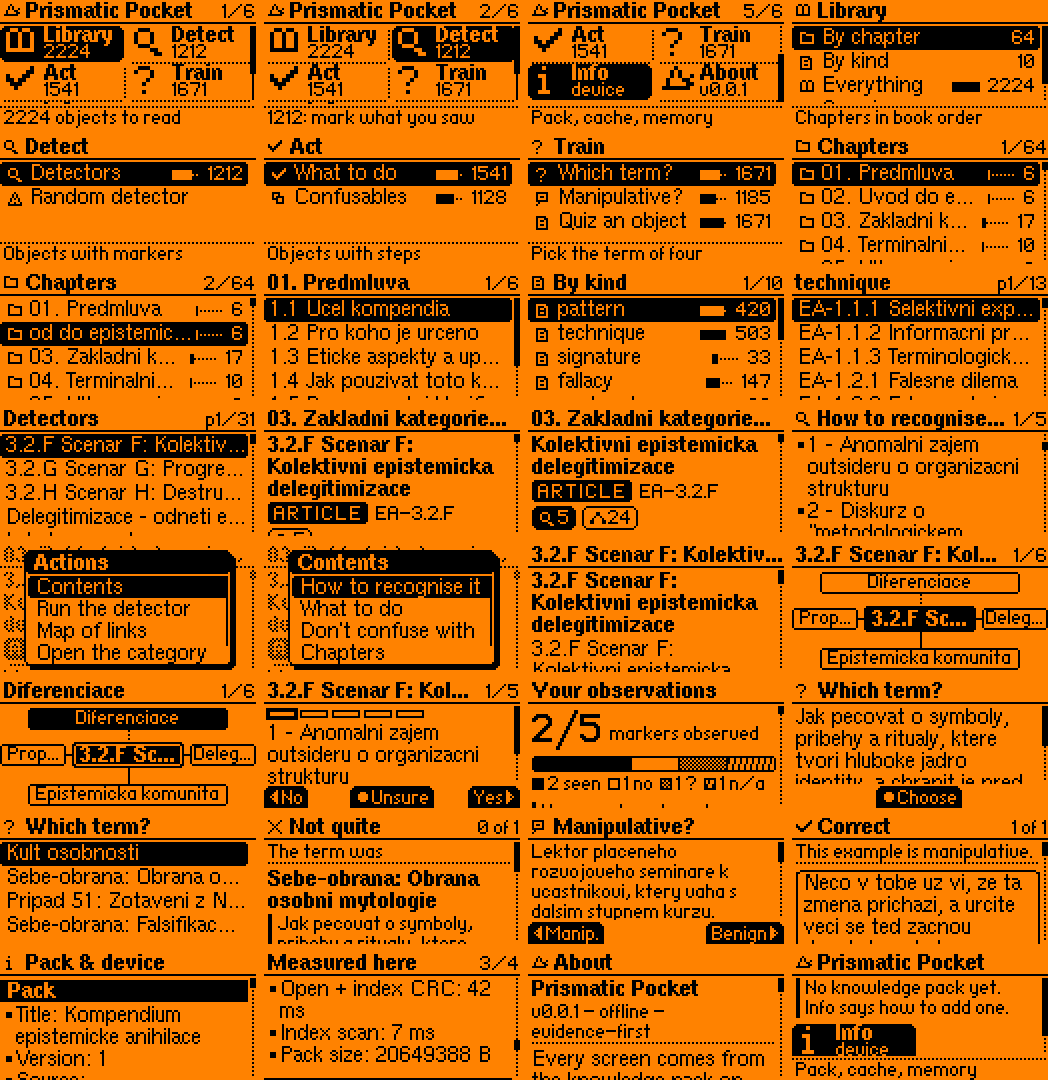 Prismatic Pocket 1/6
Library
2224
Detect
1212
Act
1541
Train
1671
2224 objects to read
Prismatic Pocket 2/6
Library
2224
Detect
1212
Act
1541
Train
1671
1212: mark what you saw
Prismatic Pocket 5/6
Act
1541
Train
1671
Info
device
About
v0.0.1
Pack, cache, memory
Library
By chapter 64
By kind 10
Everything 2224
Chapters in book order
Detect
Detectors 1212
Random detector
Objects with markers
Act
What to do 1541
Confusables 1128
Objects with steps
Train
Which term? 1671
Manipulative? 1185
Quiz an object 1671
Pick the term of four
Chapters 1/64
01. Predmluva 6
02. Uvod do e... 6
03. Zakladni k... 17
04. Terminalni... 10
Chapters 2/64
01. Predmluva 6
od do epistemic... 6
03. Zakladni k... 17
04. Terminalni... 10
01. Predmluva 1/6
1.1 Ucel kompendia
1.2 Pro koho je urceno
1.3 Eticke aspekty a up...
1.4 Jak pouzivat toto k...
By kind 1/10
pattern 420
technique 503
signature 33
fallacy 147
technique p1/13
EA-1.1.1 Selektivni exp...
EA-1.1.2 Informacni pr...
EA-1.1.3 Terminologick...
EA-1.2.1 Falesne dilema
Detectors p1/31
3.2.F Scenar F: Kolektiv...
3.2.G Scenar G: Progre...
3.2.H Scenar H: Destru...
Delegitimizace - odneti e...
03. Zakladni kategorie...
3.2.F Scenar F:
Kolektivni epistemicka
delegitimizace
ARTICLE EA-3.2.F
03. Zakladni kategorie...
Kolektivni epistemicka
delegitimizace
ARTICLE EA-3.2.F
5 24
How to recognise... 1/5
1 - Anomalni zajem
outsideru o organizacni
strukturu
2 - Diskurz o
"metodologickem
Actions
Contents
Run the detector
Map of links
Open the category
Contents
How to recognise it
What to do
Don't confuse with
Chapters
3.2.F Scenar F: Kolektiv...
3.2.F Scenar F:
Kolektivni epistemicka
delegitimizace
3.2.F Scenar F:
Kolektivni epistemicka
3.2.F Scenar F: Kol... 1/6
Diferenciace
Prop... 3.2.F Sc... Deleg...
Epistemicka komunita
Diferenciace 1/6
Diferenciace
Prop... 3.2.F Sc... Deleg...
Epistemicka komunita
3.2.F Scenar F: Kol... 1/5
1 - Anomalni zajem
outsideru o organizacni
strukturu
No Unsure Yes
Your observations
2/5 markers observed
2 seen 1 no 1 ? 1 n/a
Which term?
Jak pecovat o symboly,
pribehy a ritualy, ktere
tvori hluboke jadro
identity, a chranit je pred
Choose
Which term?
Kult osobnosti
Sebe-obrana: Obrana o...
Pripad 51: Zotaveni z N...
Sebe-obrana: Falsifikac...
Not quite 0 of 1
The term was
Sebe-obrana: Obrana
osobni mytologie
Jak pecovat o symboly,
pribehy a ritualy, ktere
Manipulative?
Lektor placeneho
rozvojoveho seminare k
ucastnikovi, ktery vaha s
dalsim stupnem kurzu.
Manip. Benign
Correct 1 of 1
This example is manipulative.
Neco v tobe uz vi, ze ta
zmena prichazi, a urcite
veci se ted zacnou
Pack & device
Pack
Title: Kompendium
epistemicke anihilace
Version: 1
Source:
Measured here 3/4
Open + index CRC: 42
ms
Index scan: 7 ms
Pack size: 20649388 B
About
Prismatic Pocket
v0.0.1 - offline -
evidence-first
Every screen comes from
the knowledge pack on
Prismatic Pocket
No knowledge pack yet.
Info says how to add one.
Info
device
Pack, cache, memory